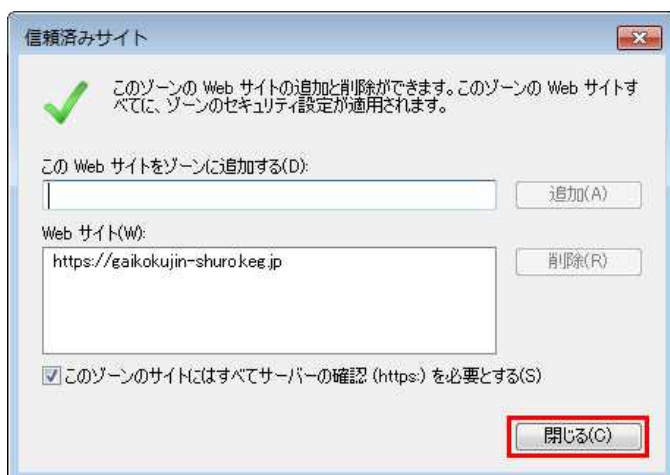 信頼済みサイト
このゾーンの Web サイトの追加と削除ができます。このゾーンの Web サイトす
べてに、ゾーンのセキュリティ設定が適用されます。
この Web サイトをゾーンに追加する(D):
追加(A)
Web サイト(W):
https://gaikokujin-shuro.keg.jp
削除(R)
このゾーンのサイトにはすべてサーバーの確認 (https:) を必要とする(S)
閉じる(C)